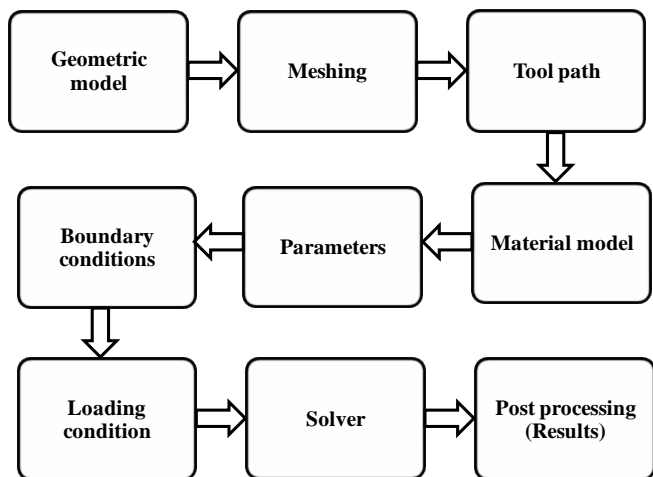 Geometric
model
Meshing
Tool path
Material model
Parameters
Boundary
conditions
Loading
condition
Solver
Post processing
(Results)